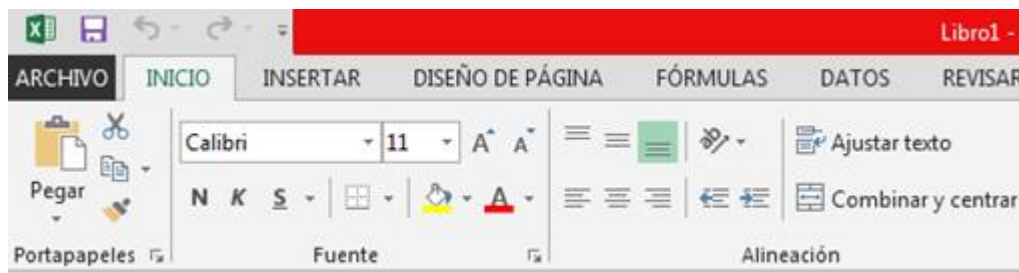 Libro1 -
ARCHIVO INICIO INSERTAR DISEÑO DE PÁGINA FÓRMULAS DATOS REVISAR
Calibri 11 A A Ajustar texto
Pegar N K S A Combinar y centrar
Portapapeles Fuente Alineación